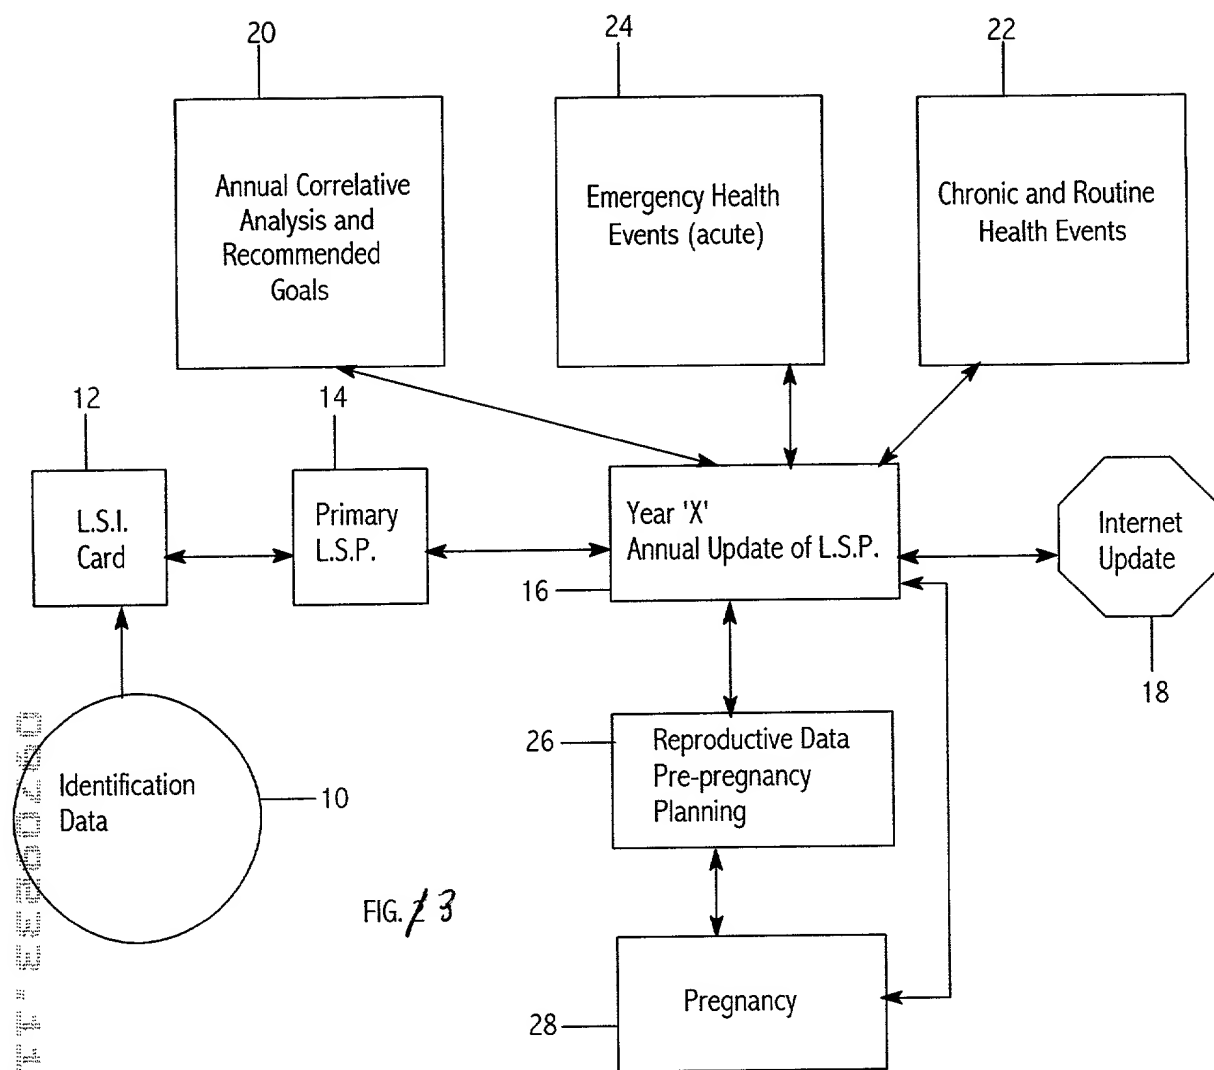 20
24
22
Annual Correlative
Analysis and
Recommended
Goals
Emergency Health
Events (acute)
Chronic and Routine
Health Events
12
14
L.S.I.
Card
Primary
L.S.P.
Year 'X'
Annual Update of L.S.P.
Internet
Update
16
18
Identification
Data
10
26
Reproductive Data
Pre-pregnancy
Planning
FIG. 3
Pregnancy
28